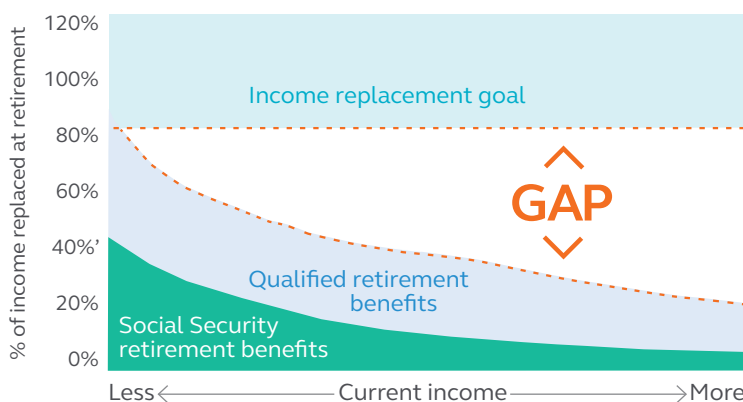 % of income replaced at retirement
120%
100%
80%
60%
40%'
20%
0%
Income replacement goal
GAP
Qualified retirement
benefits
Social Security
retirement benefits
Less
Current income
More